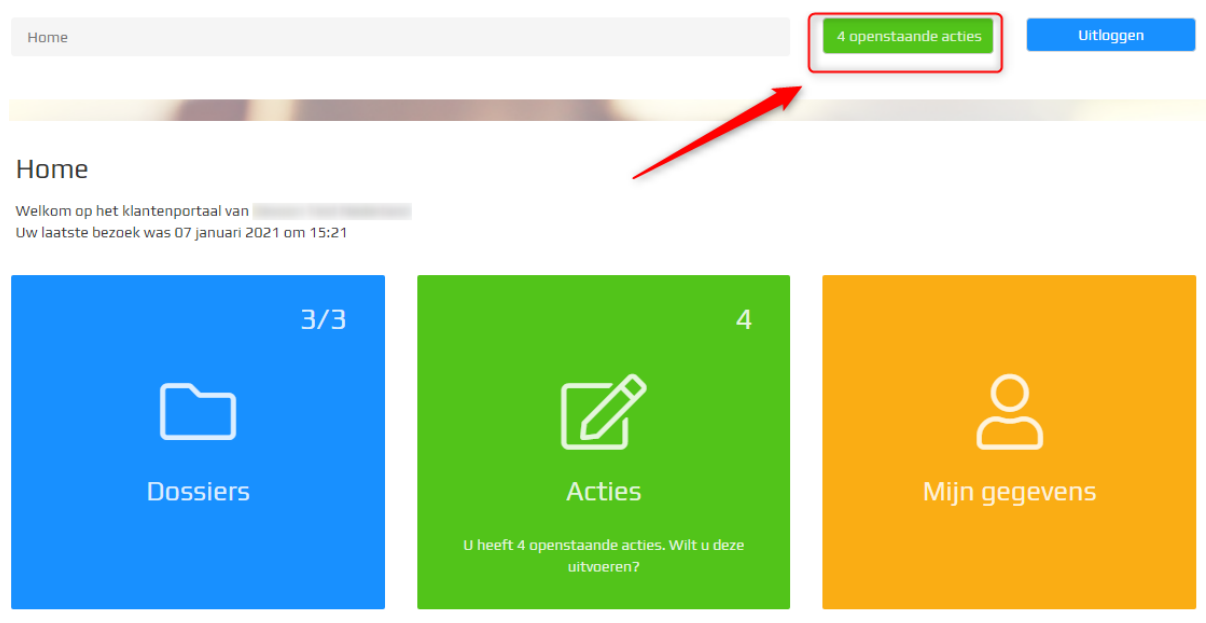 Home
4 openstaande acties
Uitloggen
Home
Welkom op het klantenportaal van
Uw laatste bezoek was 07 januari 2021 om 15:21
3/3
Dossiers
4
Acties
U heeft 4 openstaande acties. Wilt u deze
uitvoeren?
Mijn gegevens